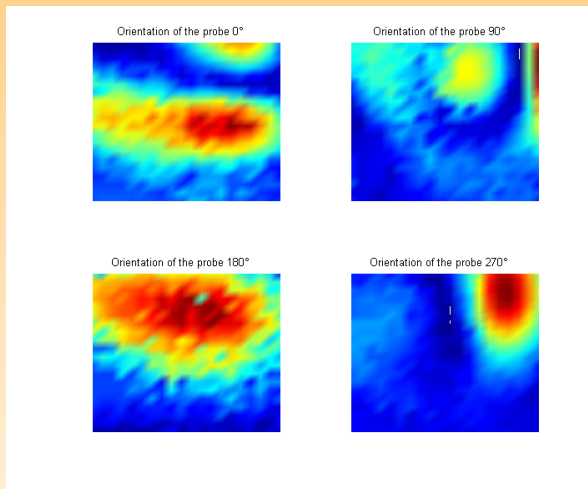 Orientation of the probe 0°
Orientation of the probe 90°
Orientation of the probe 180°
Orientation of the probe 270°